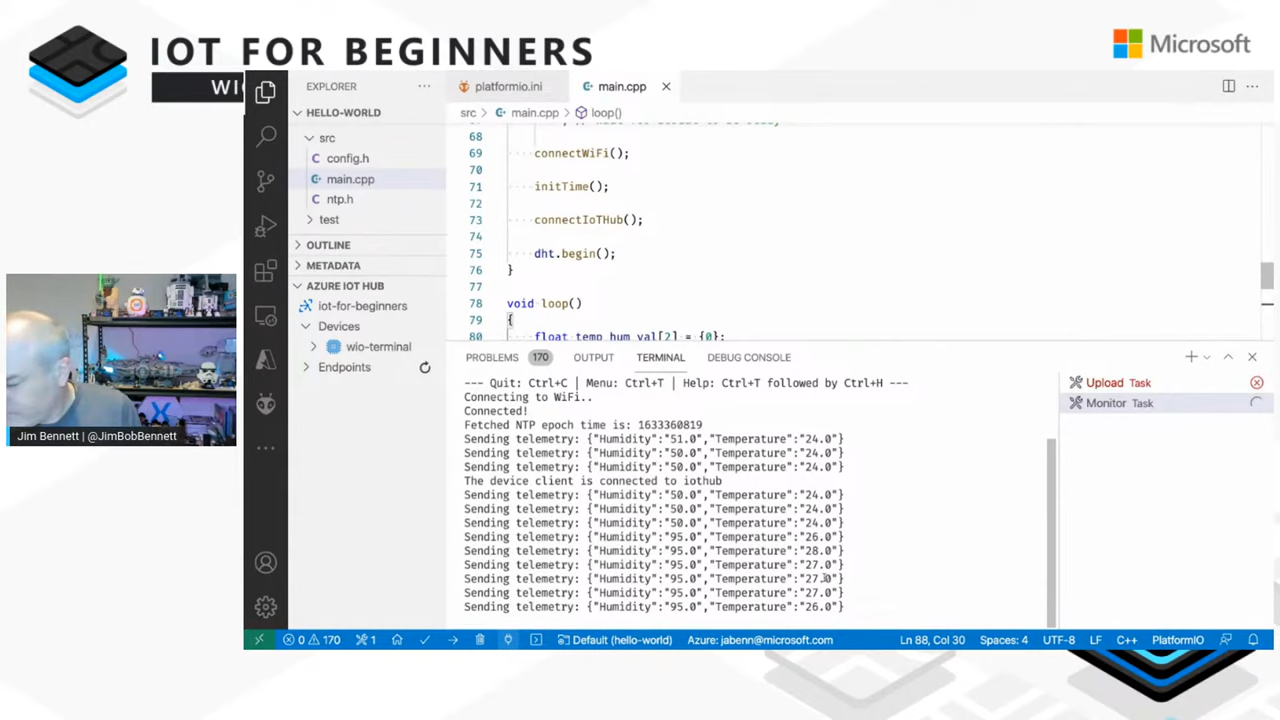 IOT FOR BEGINNERS
Microsoft
WIO
EXPLORER
platformio.ini
main.cpp
HELLO-WORLD
src
main.cpp
loop()
src
config.h
main.cpp
ntp.h
test
OUTLINE
METADATA
AZURE IOT HUB
iot-for-beginners
Devices
wio-terminal
Endpoints
68
69 connectWiFi();
70
71 initTime();
72
73 connectIoTHub();
74
75 dht.begin();
76 }
77
78 void loop()
79 {
80 float temp_hum_val[2] = {0};
PROBLEMS 170 OUTPUT TERMINAL DEBUG CONSOLE
--- Quit: Ctrl+C | Menu: Ctrl+T | Help: Ctrl+T followed by Ctrl+H ---
Connecting to WiFi..
Connected!
Fetched NTP epoch time is: 1633360819
Sending telemetry: {"Humidity":"51.0","Temperature":"24.0"}
Sending telemetry: {"Humidity":"50.0","Temperature":"24.0"}
Sending telemetry: {"Humidity":"50.0","Temperature":"24.0"}
The device client is connected to iothub
Sending telemetry: {"Humidity":"50.0","Temperature":"24.0"}
Sending telemetry: {"Humidity":"50.0","Temperature":"24.0"}
Sending telemetry: {"Humidity":"50.0","Temperature":"24.0"}
Sending telemetry: {"Humidity":"95.0","Temperature":"26.0"}
Sending telemetry: {"Humidity":"95.0","Temperature":"28.0"}
Sending telemetry: {"Humidity":"95.0","Temperature":"27.0"}
Sending telemetry: {"Humidity":"95.0","Temperature":"27.0"}
Sending telemetry: {"Humidity":"95.0","Temperature":"27.0"}
Sending telemetry: {"Humidity":"95.0","Temperature":"26.0"}
Upload Task
Monitor Task
Jim Bennett | @JimBobBennett
0 170 1 Default (hello-world) Azure: jabenn@microsoft.com Ln 88, Col 30 Spaces: 4 UTF-8 LF C++ PlatformIO